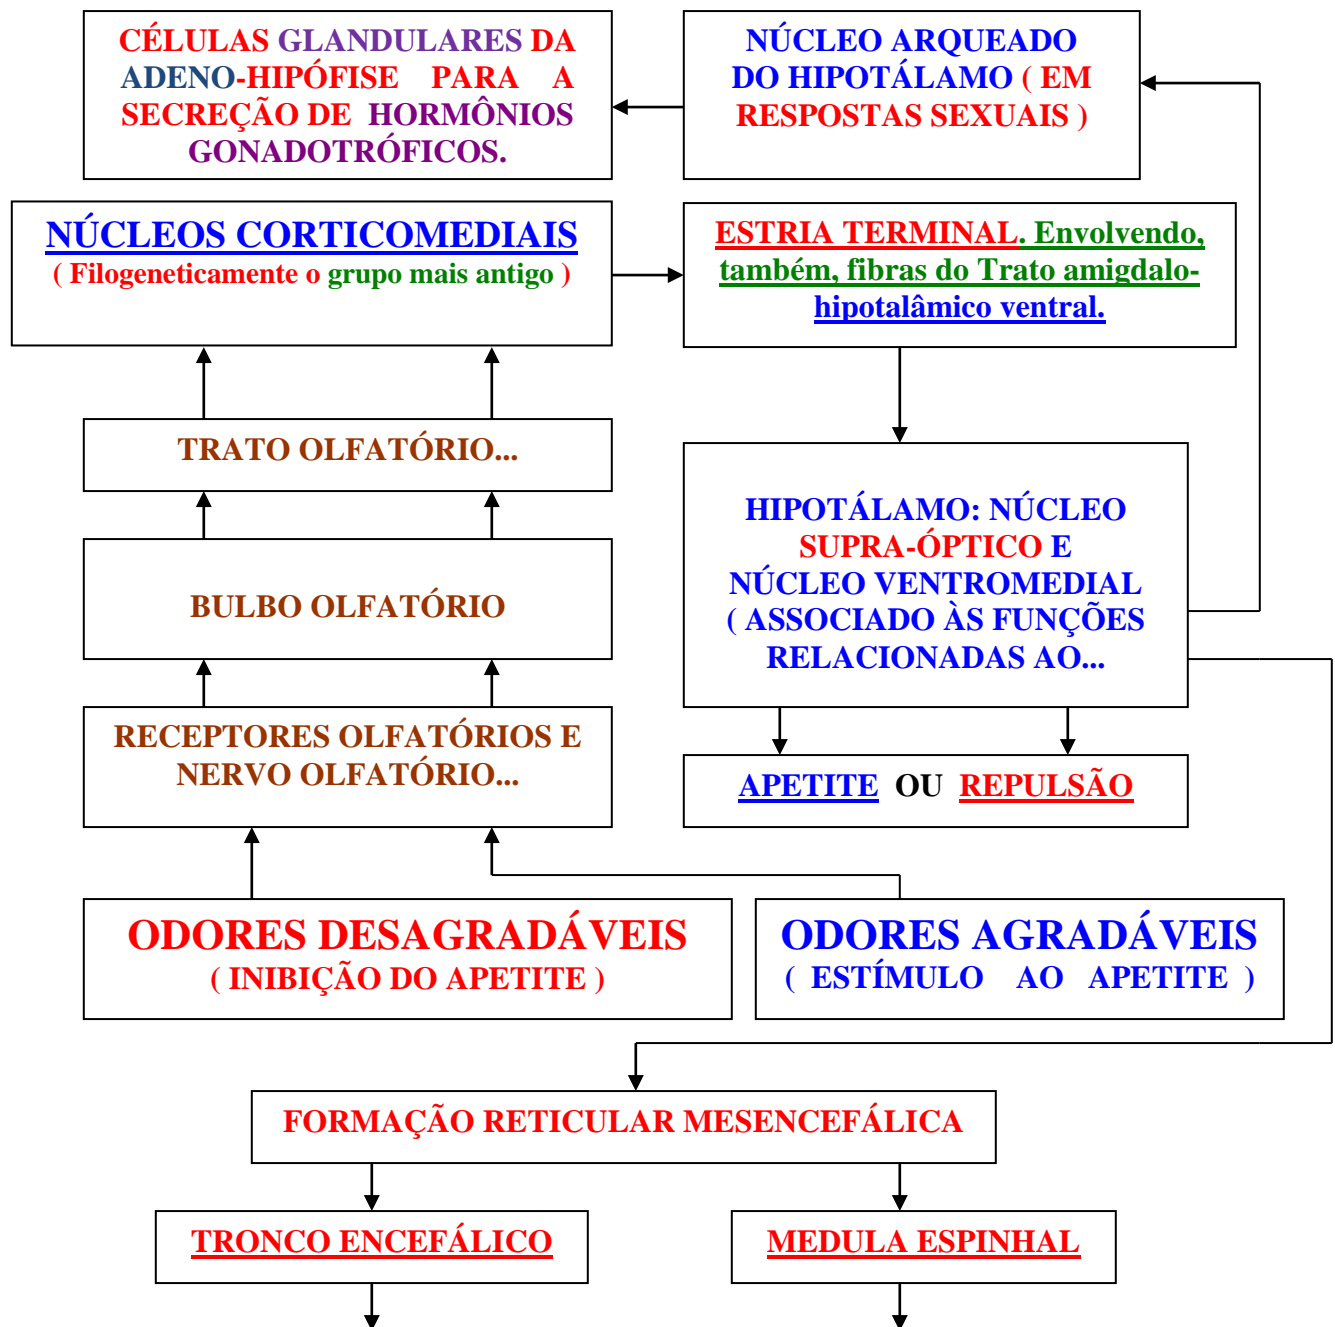 CÉLULAS GLANDULARES DA
ADENO-HIPÓFISE PARA A
SECREÇÃO DE HORMÔNIOS
GONADOTRÓFICOS.
NÚCLEO ARQUEADO
DO HIPOTÁLAMO ( EM
RESPOSTAS SEXUAIS )
NÚCLEOS CORTICOMEDIAIS
( Filogeneticamente o grupo mais antigo )
ESTRIA TERMINAL. Envolvendo,
também, fibras do Trato amigdalo-
hipotalâmico ventral.
TRATO OLFATÓRIO...
HIPOTÁLAMO: NÚCLEO
SUPRA-ÓPTICO E
NÚCLEO VENTROMEDIAL
( ASSOCIADO ÀS FUNÇÕES
RELACIONADAS AO...
BULBO OLFATÓRIO
RECEPTORES OLFATÓRIOS E
NERVO OLFATÓRIO...
APETITE OU REPULSÃO
ODORES DESAGRADÁVEIS
( INIBIÇÃO DO APETITE )
ODORES AGRADÁVEIS
( ESTÍMULO AO APETITE )
FORMAÇÃO RETICULAR MESENCEFÁLICA
TRONCO ENCEFÁLICO
MEDULA ESPINHAL